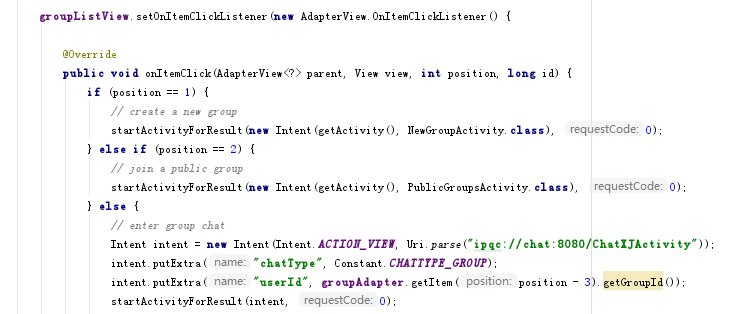 groupListView.setOnItemClickListener(new AdapterView.OnItemClickListener() {
@Override
public void onItemClick(AdapterView<?> parent, View view, int position, long id) {
if (position == 1) {
// create a new group
startActivityForResult(new Intent(getActivity(), NewGroupActivity.class), requestCode: 0);
} else if (position == 2) {
// join a public group
startActivityForResult(new Intent(getActivity(), PublicGroupsActivity.class), requestCode: 0);
} else {
// enter group chat
Intent intent = new Intent(Intent.ACTION_VIEW, Uri.parse("ipqc://chat:8080/ChatXJActivity"));
intent.putExtra( name: "chatType", Constant.CHATTYPE_GROUP);
intent.putExtra( name: "userId", groupAdapter.getItem( position: position - 3).getGroupId());
startActivityForResult(intent, requestCode: 0);